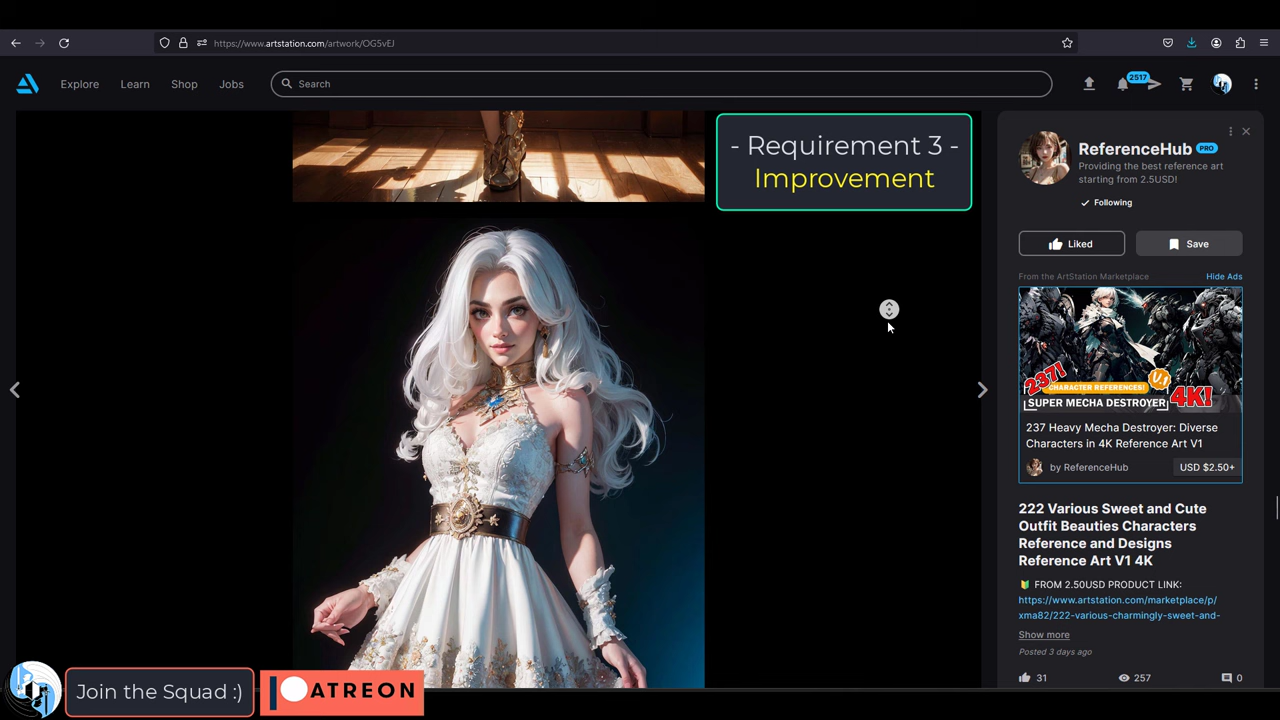 https://www.artstation.com/artwork/OG5vEJ
Explore
Learn
Shop
Jobs
Search
2517
- Requirement 3 -
Improvement
ReferenceHub PRO
Providing the best reference art
starting from 2.5USD!
Following
Liked
Save
From the ArtStation Marketplace
Hide Ads
237!
CHARACTER REFERENCES!
V.1
SUPER MECHA DESTROYER
4K!
237 Heavy Mecha Destroyer: Diverse
Characters in 4K Reference Art V1
by ReferenceHub
USD $2.50+
222 Various Sweet and Cute
Outfit Beauties Characters
Reference and Designs
Reference Art V1 4K
FROM 2.50USD PRODUCT LINK:
https://www.artstation.com/marketplace/p/
xma82/222-various-charmingly-sweet-and-
Show more
Posted 3 days ago
31
257
0
Join the Squad :)
PATREON